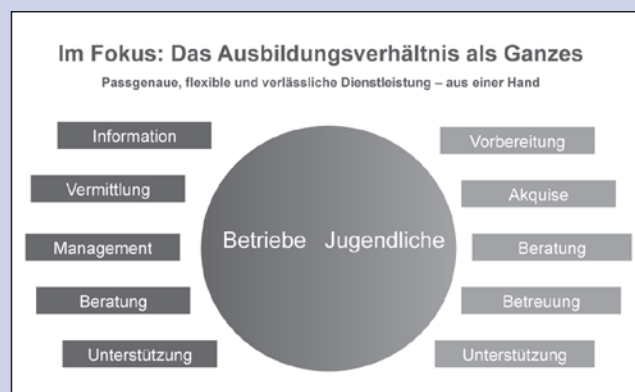 Im Fokus: Das Ausbildungsverhältnis als Ganzes
Passgenaue, flexible und verlässliche Dienstleistung – aus einer Hand
Information
Vermittlung
Management
Beratung
Unterstützung
Betriebe Jugendliche
Vorbereitung
Akquise
Beratung
Betreuung
Unterstützung